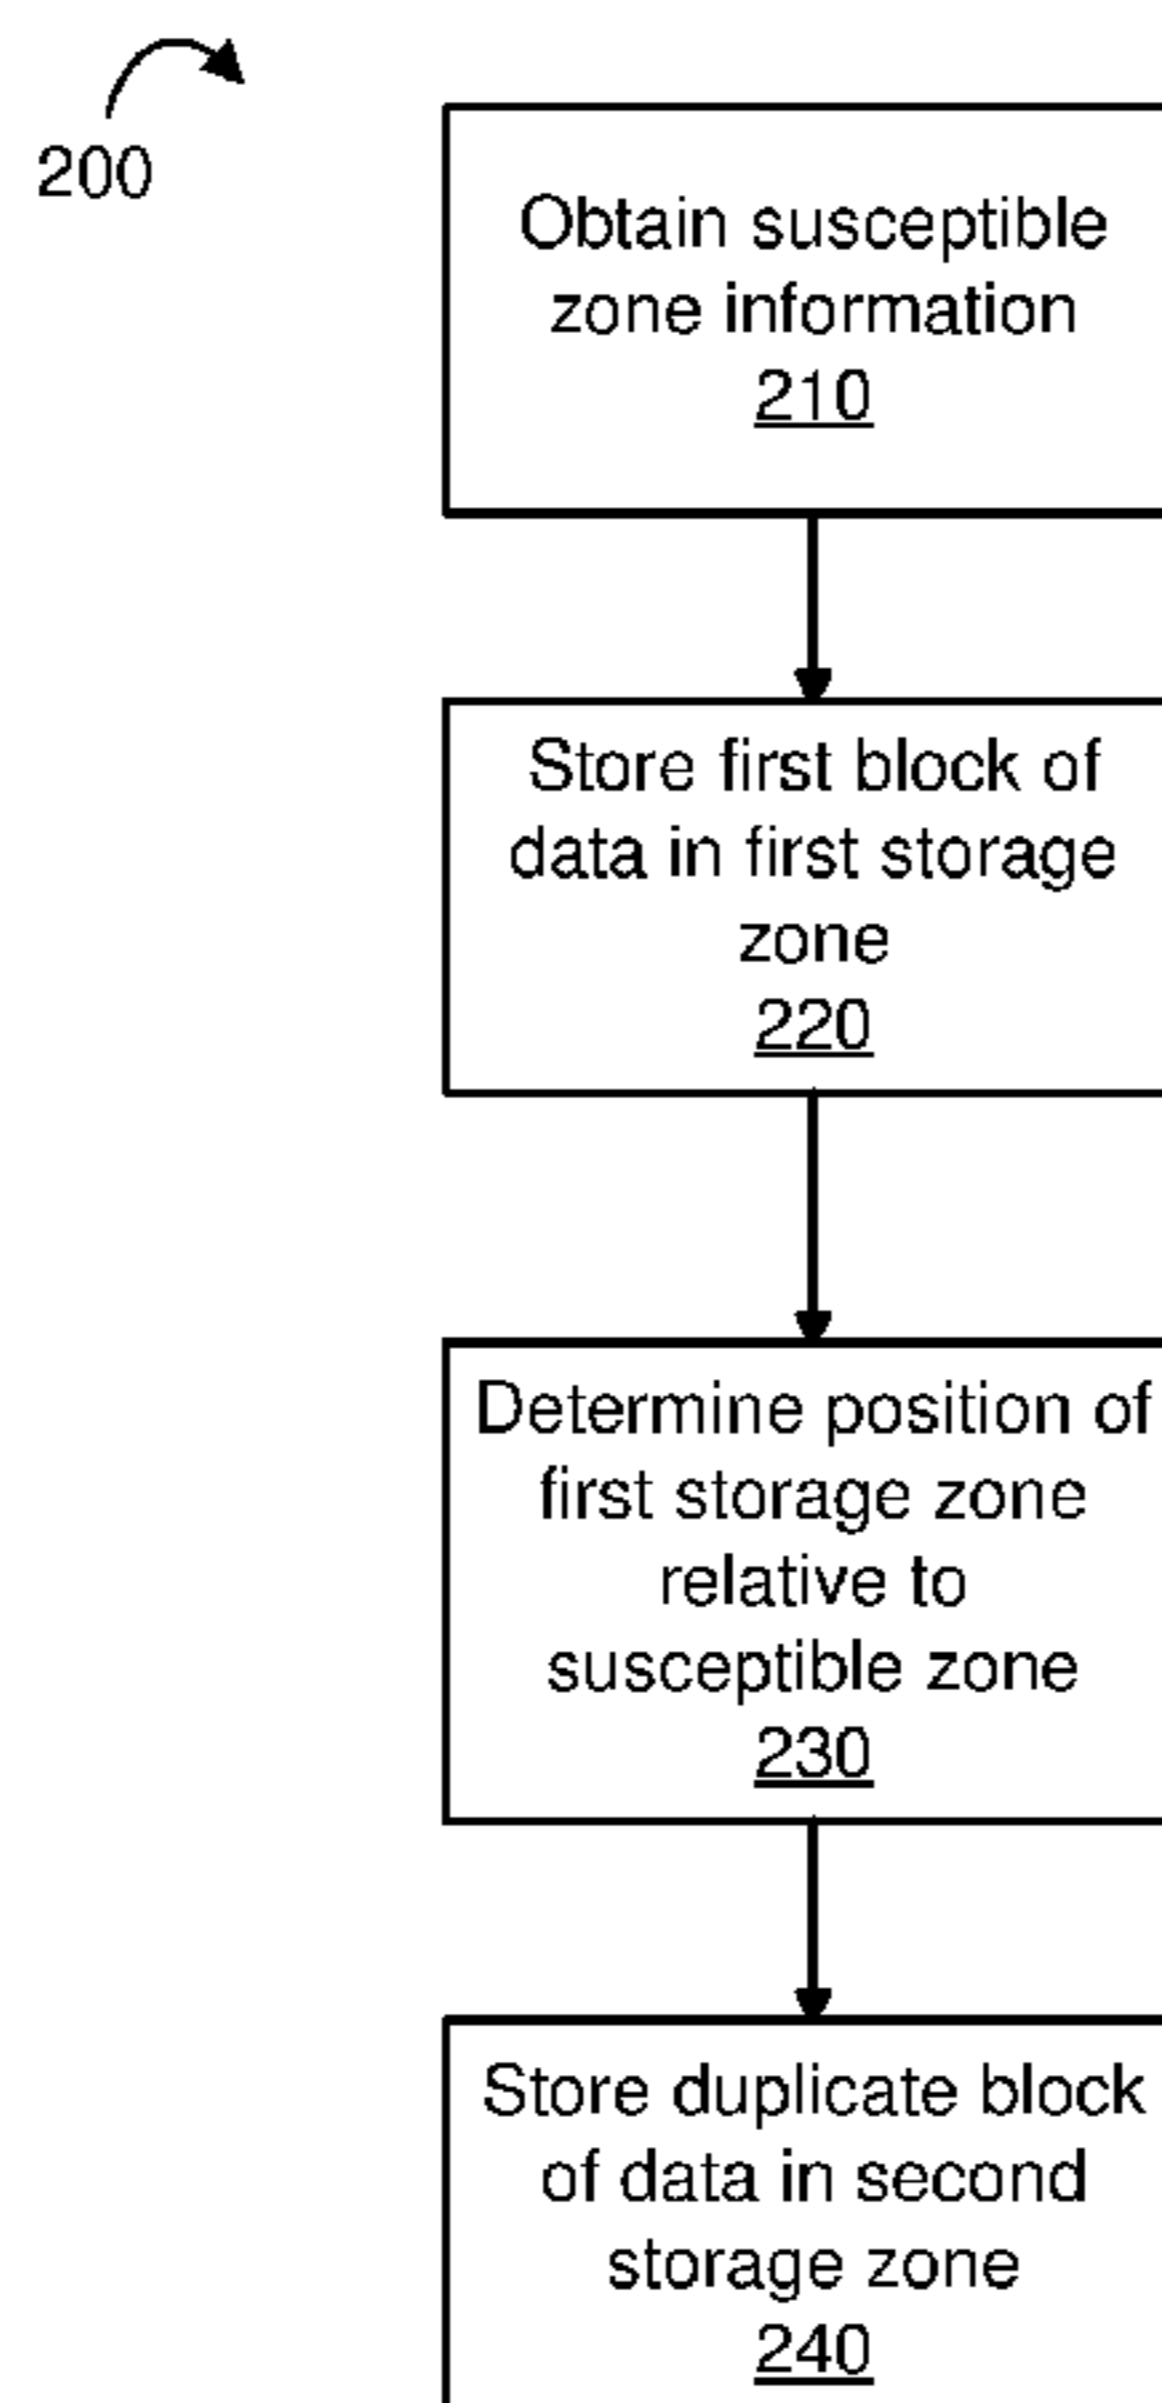 200
Obtain susceptible
zone information
210
Store first block of
data in first storage
zone
220
Determine position of
first storage zone
relative to
susceptible zone
230
Store duplicate block
of data in second
storage zone
240